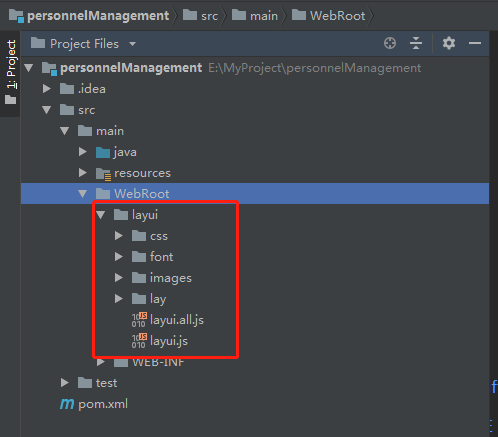 personnelManagement src main WebRoot
1: Project
Project Files
personnelManagement E:\MyProject\personnelManagement
.idea
src
main
java
resources
WebRoot
layui
css
font
images
lay
layui.all.js
layui.js
WEB-INF
test
pom.xml